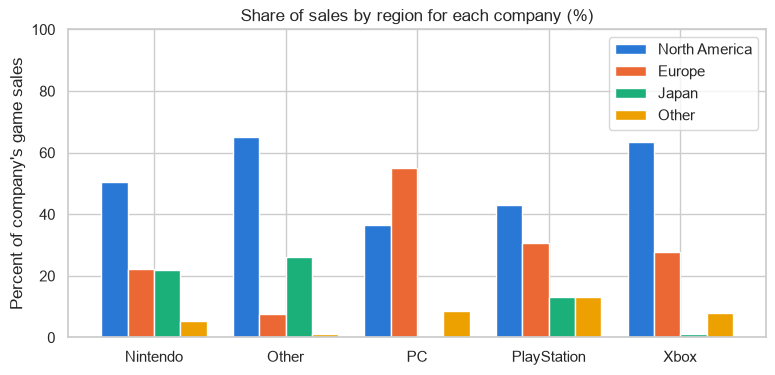 Share of sales by region for each company (%)
Percent of company's game sales
100
80
60
40
20
0
North America
Europe
Japan
Other
Nintendo
Other
PC
PlayStation
Xbox